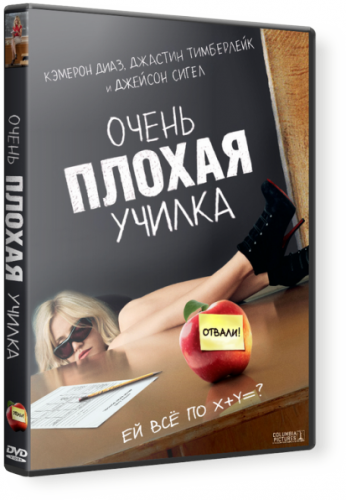 КЭМЕРОН ДИАЗ, ДЖАСТИН ТИМБЕРЛЕЙК
И ДЖЕЙСОН СИГЕЛ
ОЧЕНЬ
ПЛОХАЯ
УЧИЛКА
ОТВАЛИ!
ЕЙ ВСЁ ПО X+Y=?
COLUMBIA
PICTURES
ОЧЕНЬ ПЛОХАЯ УЧИЛКА
DVD